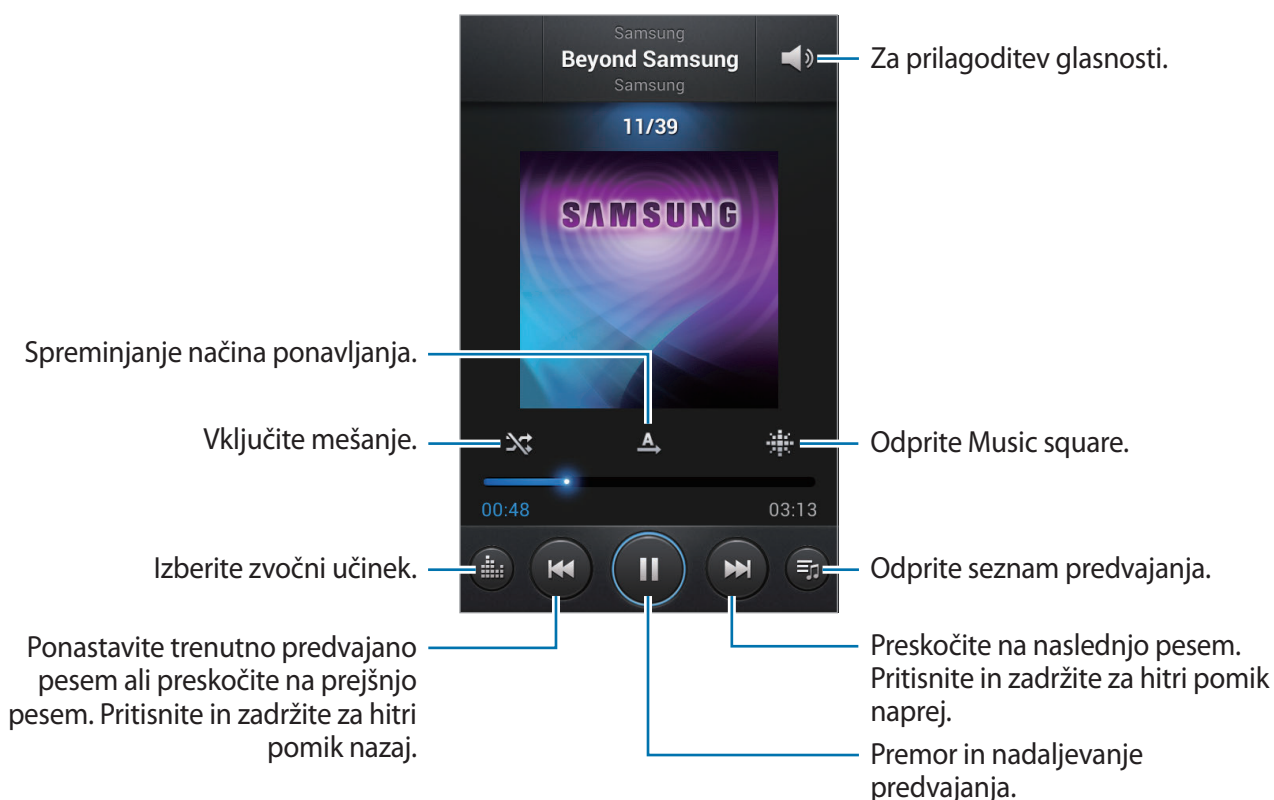 Samsung
Beyond Samsung
Samsung
Za prilagoditev glasnosti.
11/39
SAMSUNG
Spreminjanje načina ponavljanja.
A
Vključite mešanje.
Odprite Music square.
00:48
03:13
Izberite zvočni učinek.
Odprite seznam predvajanja.
Ponastavite trenutno predvajano
pesem ali preskočite na prejšnjo
pesem. Pritisnite in zadržite za hitri
pomik nazaj.
Preskočite na naslednjo pesem.
Pritisnite in zadržite za hitri pomik
naprej.
Premor in nadaljevanje
predvajanja.